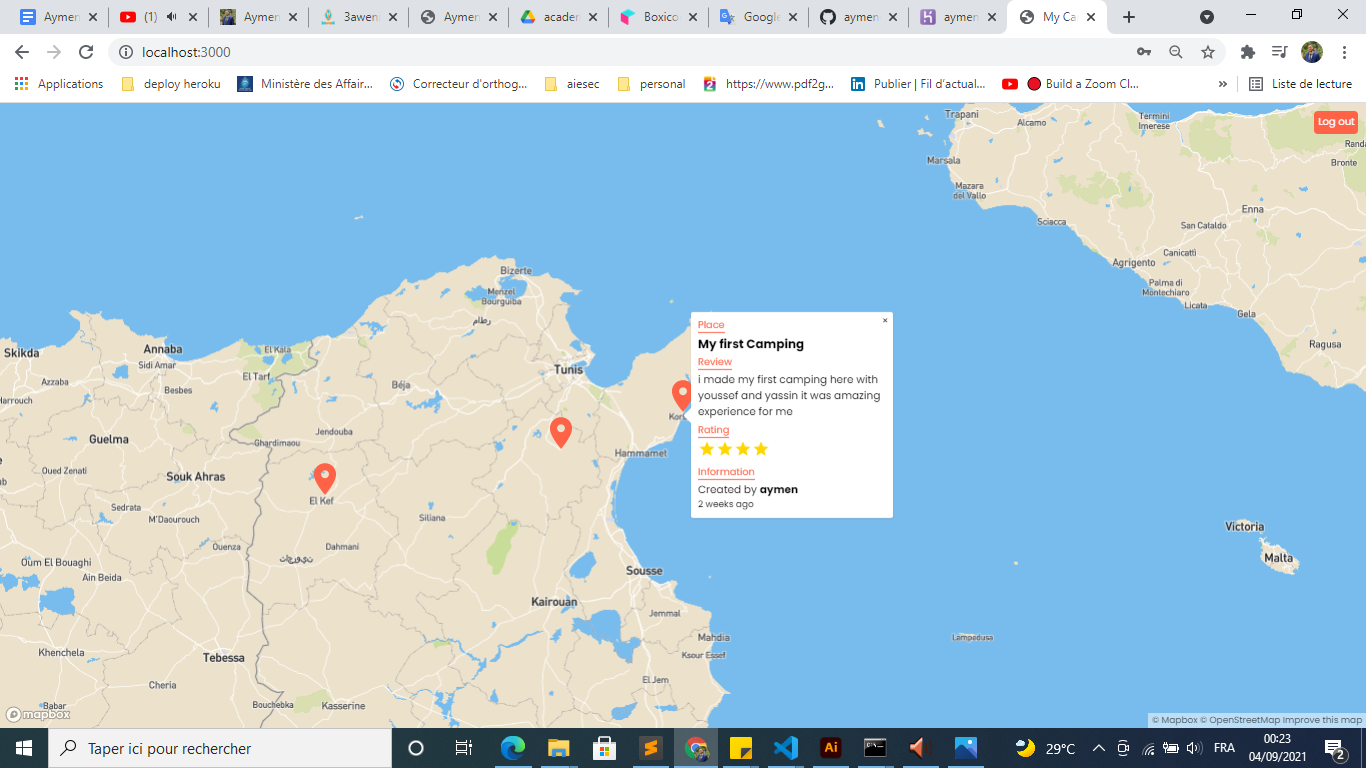 Aymen
(1)
Aymen
3awen
Aymen
acader
Boxico
Google
aymen
aymen
My Ca
localhost:3000
Applications
deploy heroku
Ministère des Affair...
Correcteur d'orthog...
aiesec
personal
https://www.pdf2g...
Publier | Fil d'actual...
Build a Zoom Cl...
»
Liste de lecture
Log out
Trapani
Alcamo
Termini
Imerese
Randa
Bronte
Marsala
Mazara
del Vallo
Sciacca
Enna
San Cataldo
Canicattì
Agrigento
Palma di
Montechiaro
Licata
Gela
Ragusa
Bizerte
Menzel
Bourguiba
رطام
Skikda
Annaba
Sidi Amar
El Kala
El Tarf
Azzaba
Besbes
Harrouch
Béja
Tunis
Guelma
Ghardimaou
Jendouba
Oued Zenati
Souk Ahras
El Kef
Hammamet
Kor
Place
My first Camping
Review
i made my first camping here with
youssef and yassin it was amazing
experience for me
Rating
Information
Created by aymen
2 weeks ago
Sedrata
M'Daourouch
Siliana
Ouenza
Dahmani
Oum El Bouaghi
Ain Beida
Sousse
Kairouan
Jemmal
Khenchela
Tebessa
Mahdia
Ksour Essef
Cheria
El Jem
Babar
Bouchebka
Kasserine
Victoria
Malta
Lampedusa
mapbox
© Mapbox © OpenStreetMap Improve this map
Taper ici pour rechercher
Ai
29°C
FRA
00:23
04/09/2021
2